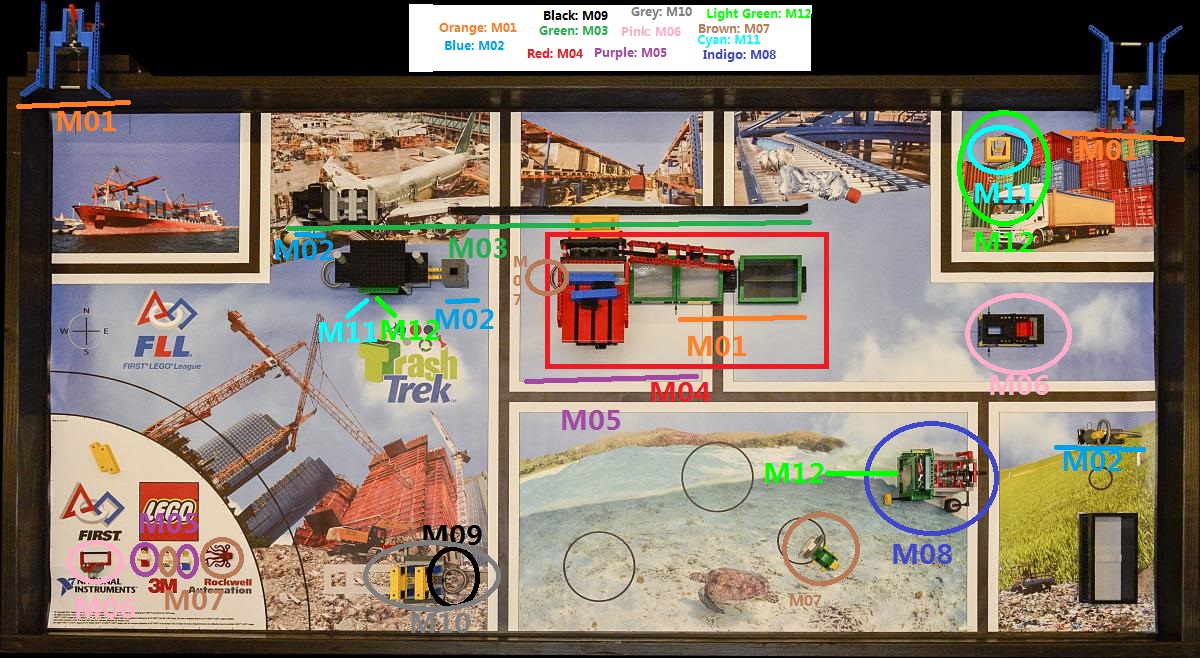 Black: M09
Grey: M10
Light Green: M12
Orange: M01
Green: M03
Pink: M06
Brown: M07
Blue: M02
Cyan: M11
Red: M04
Purple: M05
Indigo: M08
M01
M01
M11
M12
M02
M03
M07
N
W E
S
M11
M12
M02
FLL
FIRST LEGO League
Trash
Trek
M01
M04
M06
M05
M12
M02
M08
LEGO
FIRST
M05
M09
NATIONAL
INSTRUMENTS
3M
Rockwell
Automation
M06
M07
M10
M07